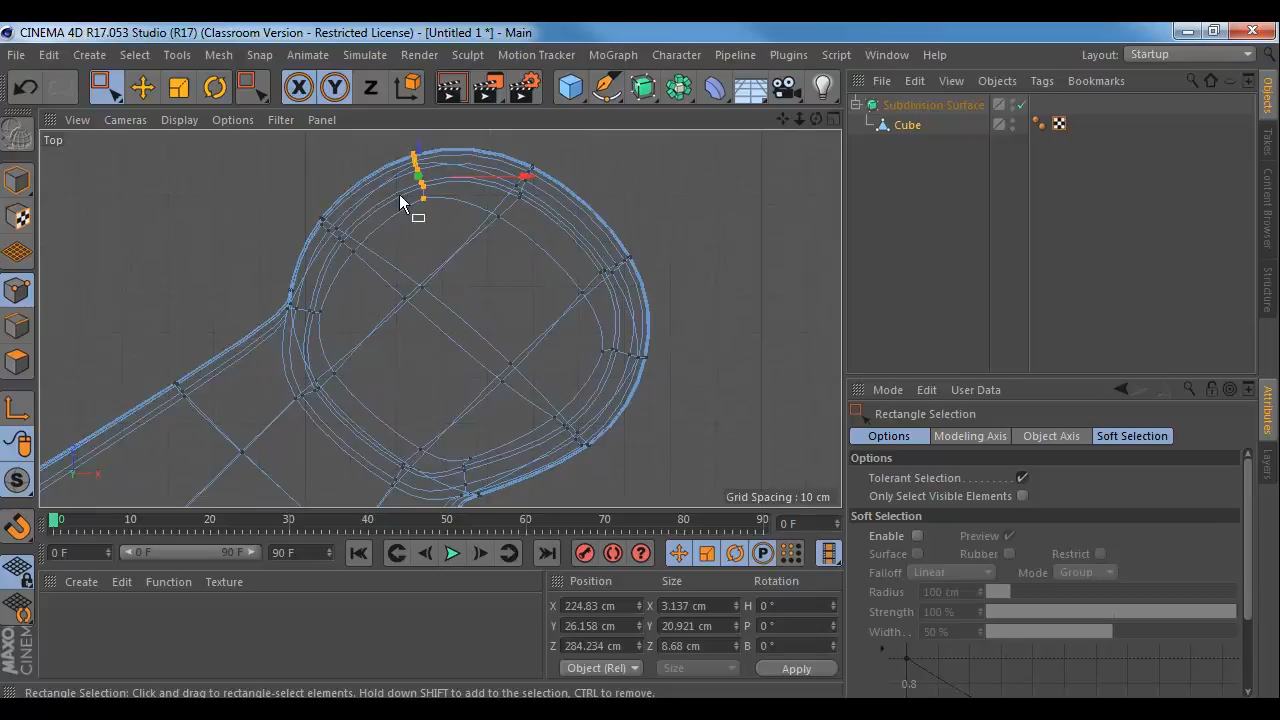 CINEMA 4D R17.053 Studio (R17) (Classroom Version - Restricted License) - [Untitled 1 *] - Main
File Edit Create Select Tools Mesh Snap Animate Simulate Render Sculpt Motion Tracker MoGraph Character Pipeline Plugins Script Window Help Layout: Startup
X Y Z
File Edit View Objects Tags Bookmarks
View Cameras Display Options Filter Panel
Subdivision Surface
Cube
Top
Objects
Takes
Content Browser
Structure
Mode Edit User Data
Rectangle Selection
Options Modeling Axis Object Axis Soft Selection
Options
Tolerant Selection
Only Select Visible Elements
Soft Selection
Enable Preview
Surface Rubber Restrict
Falloff Linear Mode Group
Radius 100 cm
Strength 100 %
Width 50 %
0.8
Attributes
Layers
Y X
Grid Spacing : 10 cm
0 10 20 30 40 50 60 70 80 90 0 F
0 F 0 F 90 F 90 F
Create Edit Function Texture
Position Size Rotation
X 224.83 cm X 3.137 cm H 0 °
Y 26.158 cm Y 20.921 cm P 0 °
Z 284.234 cm Z 8.68 cm B 0 °
Object (Rel) Size Apply
Rectangle Selection: Click and drag to rectangle-select elements. Hold down SHIFT to add to the selection, CTRL to remove.